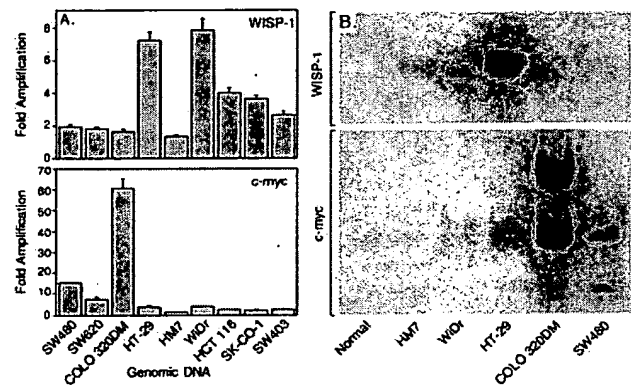 A.
WISP-1
Fold Amplification
8
6
4
2
0
c-myc
Fold Amplification
70
60
50
40
30
20
10
0
SW480
SW620
COLO 320DM
HT-29
HM7
WiDr
HCT 116
SK-CO-1
SW403
Genomic DNA
B.
WISP-1
c-myc
Normal
HM7
WiDr
HT-29
COLO 320DM
SW480